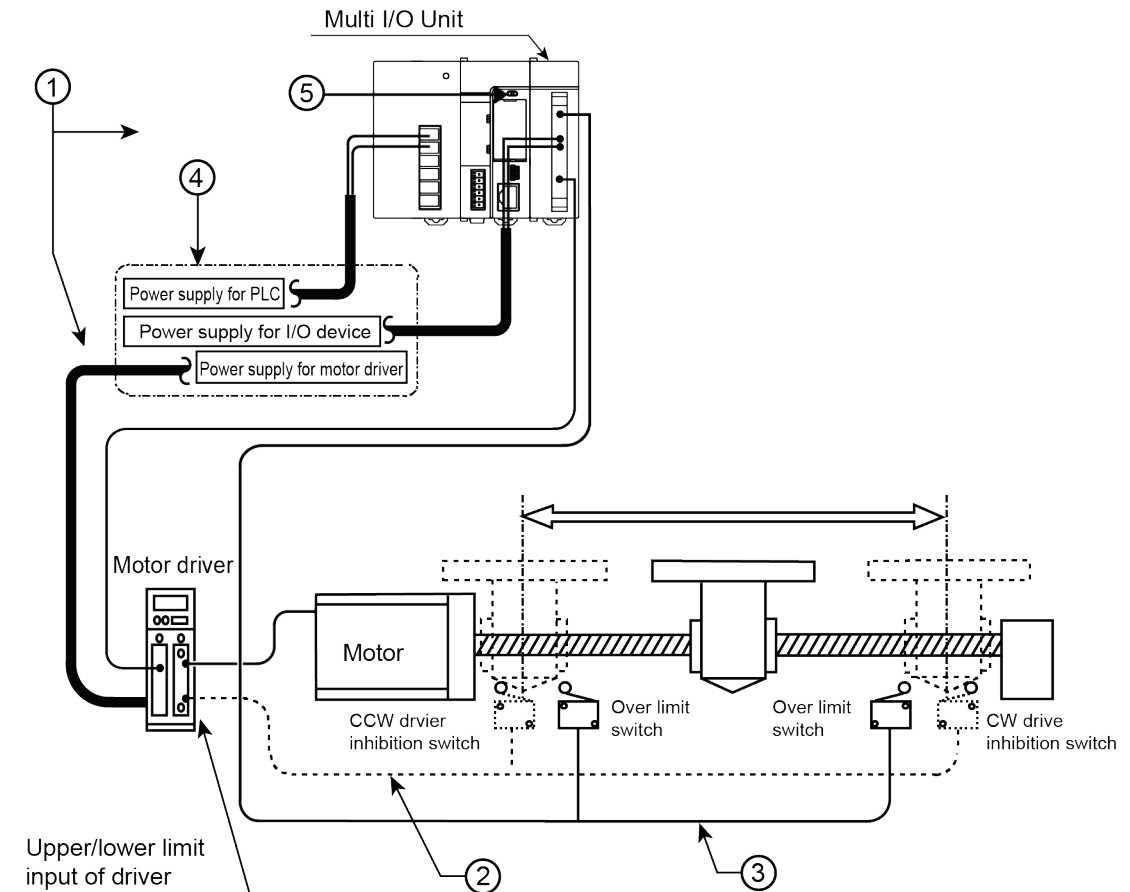 Multi I/O Unit
1
5
4
Power supply for PLC
Power supply for I/O device
Power supply for motor driver
Motor driver
Motor
CCW drvier
inhibition switch
Over limit
switch
Over limit
switch
CW drive
inhibition switch
Upper/lower limit
input of driver
2
3